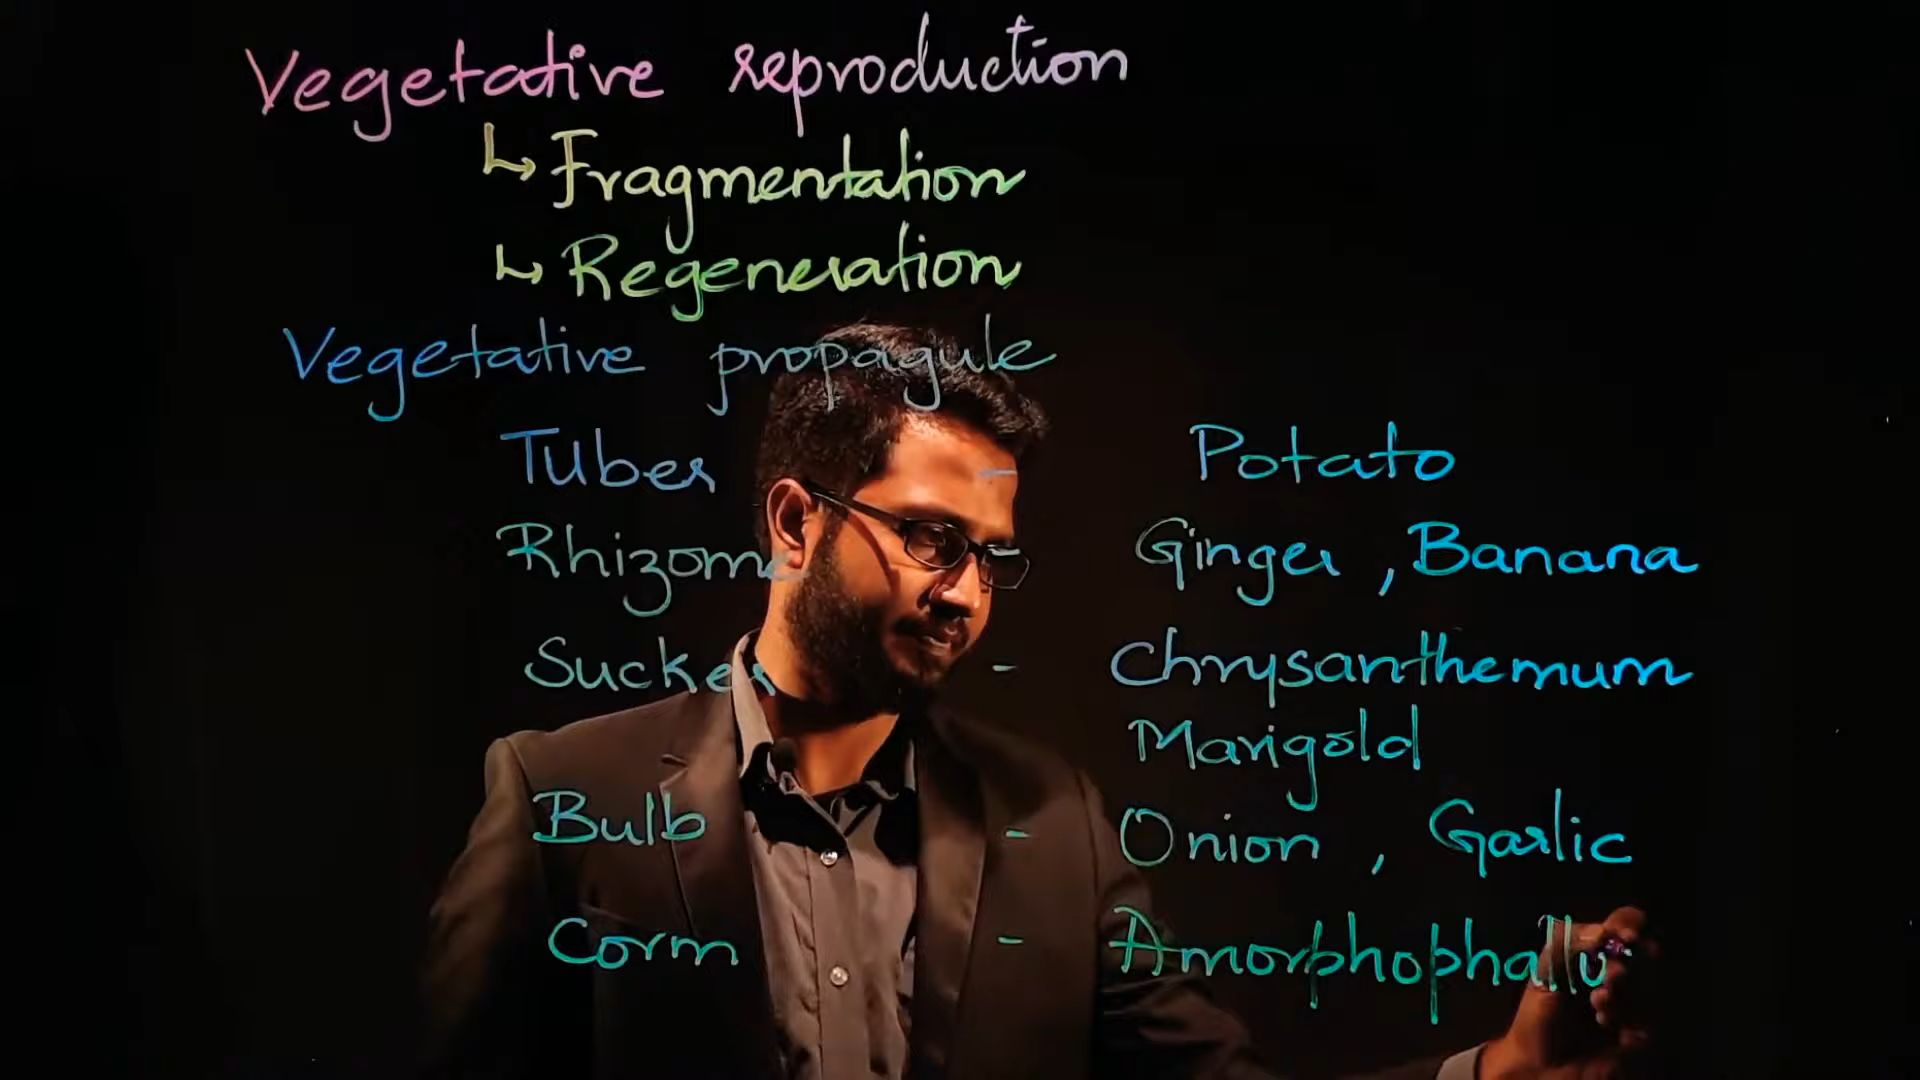 Vegetative reproduction
↳ Fragmentation
↳ Regeneration
Vegetative propagule
Tuber - Potato
Rhizome - Ginger, Banana
Sucker - Chrysanthemum
Marigold
Bulb - Onion, Garlic
Corm - Amorphophallu